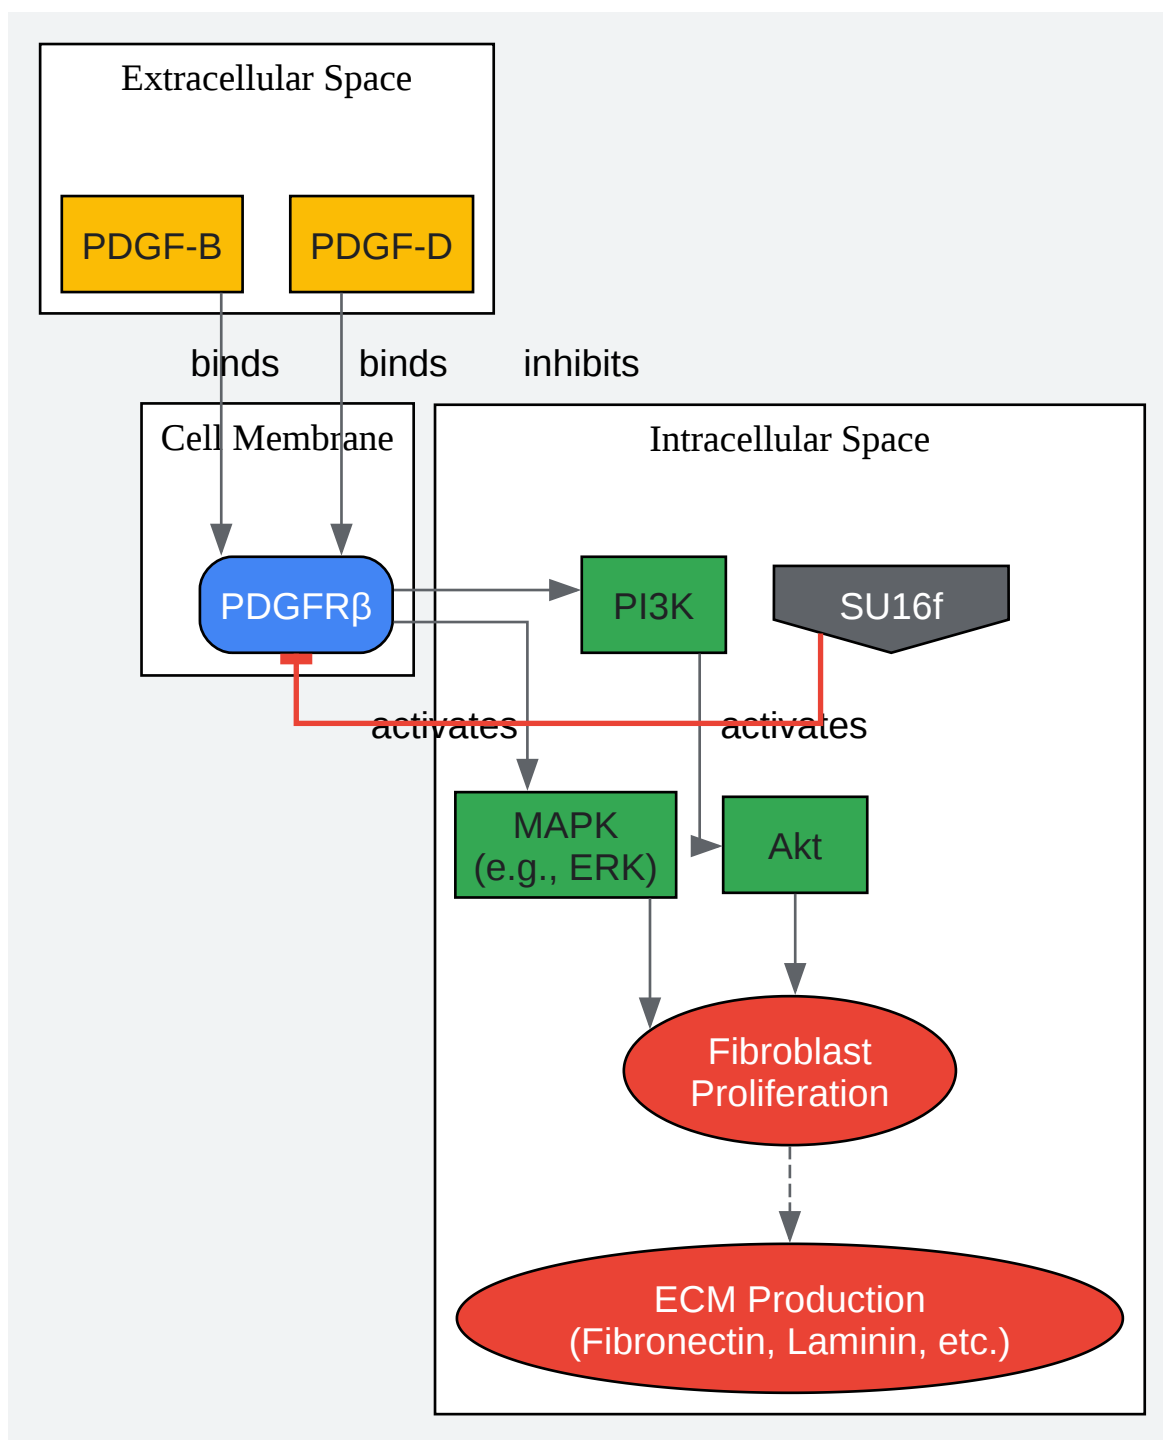 Extracellular Space
PDGF-B
PDGF-D
binds
binds
inhibits
Cell Membrane
Intracellular Space
PDGFRβ
PI3K
SU16f
activates
activates
MAPK
(e.g., ERK)
Akt
Fibroblast
Proliferation
ECM Production
(Fibronectin, Laminin, etc.)